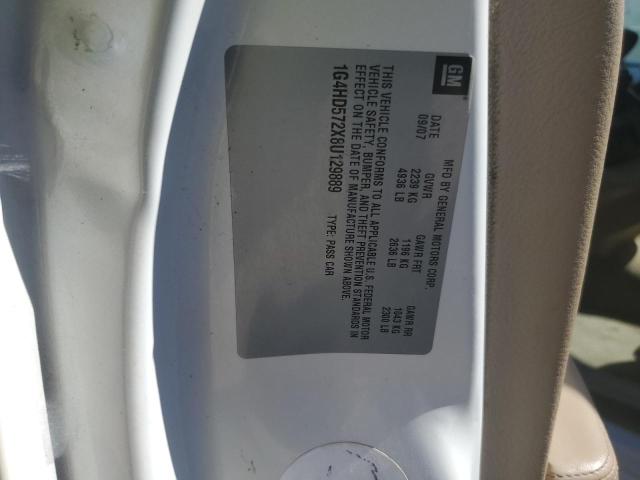 GM
MFD BY GENERAL MOTORS CORP.
DATE GVWR GAWR FRT GAWR RR
09/07 2239 KG 1196 KG 1043 KG
4936 LB 2636 LB 2300 LB
THIS VEHICLE CONFORMS TO ALL APPLICABLE U.S. FEDERAL MOTOR
VEHICLE SAFETY, BUMPER, AND THEFT PREVENTION STANDARDS IN
EFFECT ON THE DATE OF MANUFACTURE SHOWN ABOVE.
1G4HD572X8U129889 TYPE: PASS CAR